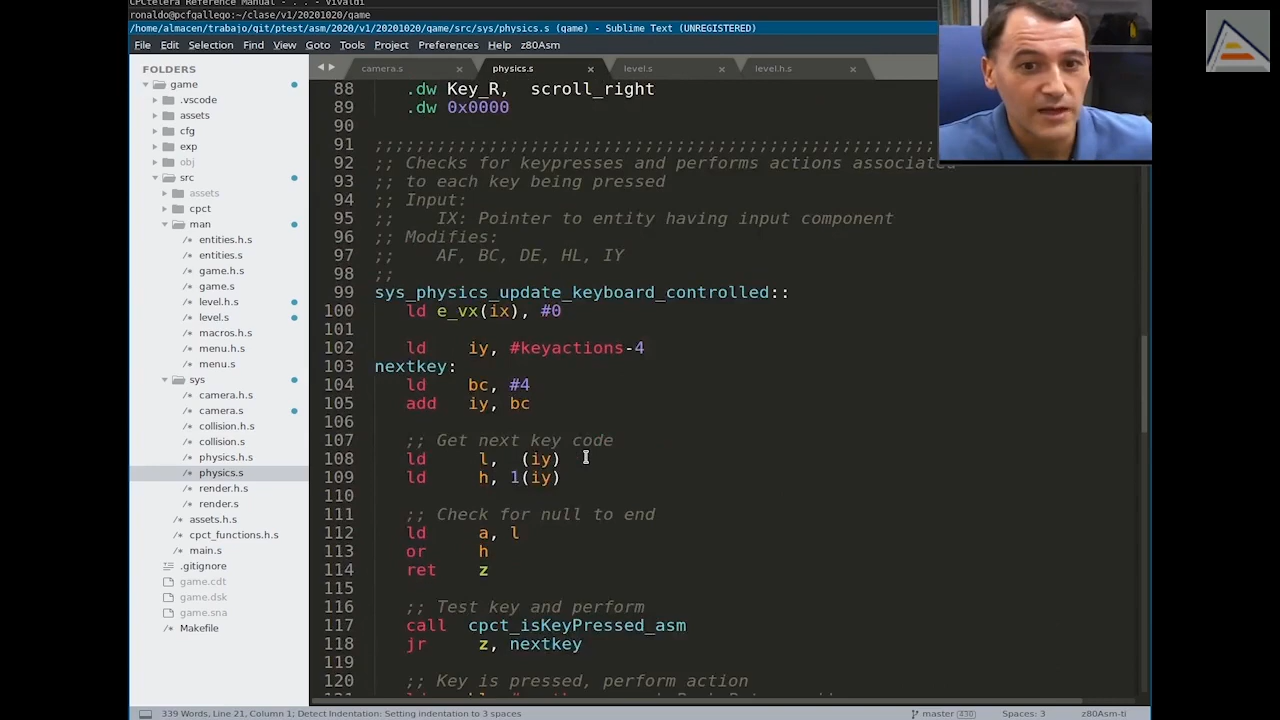 CPCtelera Reference Manual - . . - Vivaldi
ronaldo@pcfgallego:~/clase/v1/20201020/game
/home/almacen/trabajo/git/ptest/asm/2020/v1/20201020/game/src/sys/physics.s (game) - Sublime Text (UNREGISTERED)
File Edit Selection Find View Goto Tools Project Preferences Help z80Asm
FOLDERS
game
.vscode
assets
cfg
exp
obj
src
assets
cpct
man
entities.h.s
entities.s
game.h.s
game.s
level.h.s
level.s
macros.h.s
menu.h.s
menu.s
sys
camera.h.s
camera.s
collision.h.s
collision.s
physics.h.s
physics.s
render.h.s
render.s
assets.h.s
cpct_functions.h.s
main.s
.gitignore
game.cdt
game.dsk
game.sna
Makefile
camera.s × physics.s × level.s × level.h.s ×
88 .dw Key_R, scroll_right
89 .dw 0x0000
90
91 ;;;;;;;;;;;;;;;;;;;;;;;;;;;;;;;;;;;;;;;;;;;;;;;;;;;;;;
92 ;; Checks for keypresses and performs actions associated
93 ;; to each key being pressed
94 ;; Input:
95 ;; IX: Pointer to entity having input component
96 ;; Modifies:
97 ;; AF, BC, DE, HL, IY
98 ;;
99 sys_physics_update_keyboard_controlled::
100 ld e_vx(ix), #0
101
102 ld iy, #keyactions-4
103 nextkey:
104 ld bc, #4
105 add iy, bc
106
107 ;; Get next key code
108 ld l, (iy)
109 ld h, 1(iy)
110
111 ;; Check for null to end
112 ld a, l
113 or h
114 ret z
115
116 ;; Test key and perform
117 call cpct_isKeyPressed_asm
118 jr z, nextkey
119
120 ;; Key is pressed, perform action
339 Words, Line 21, Column 1; Detect Indentation: Setting indentation to 3 spaces
master 430 Spaces: 3 z80Asm-ti